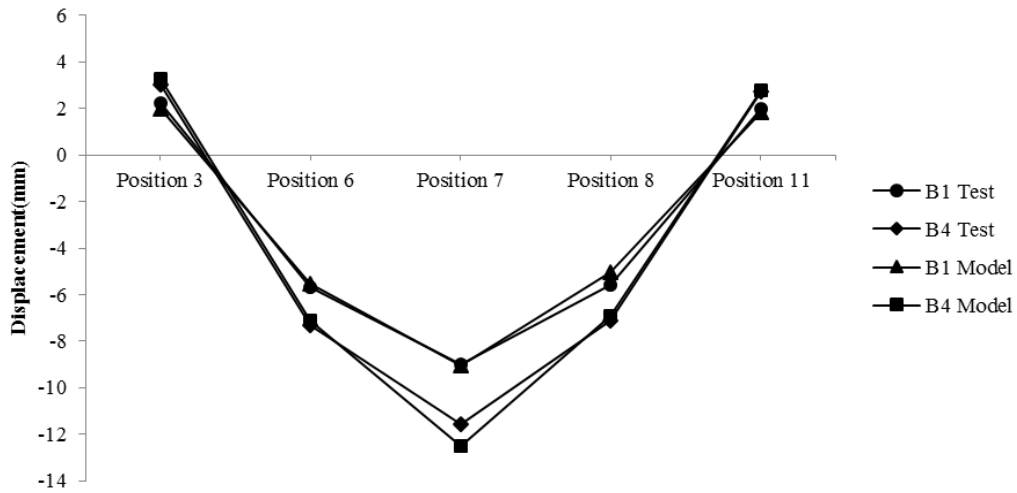 6
4
2
0
-2
-4
-6
-8
-10
-12
-14
Displacement(mm)
Position 3 Position 6 Position 7 Position 8 Position 11
B1 Test
B4 Test
B1 Model
B4 Model